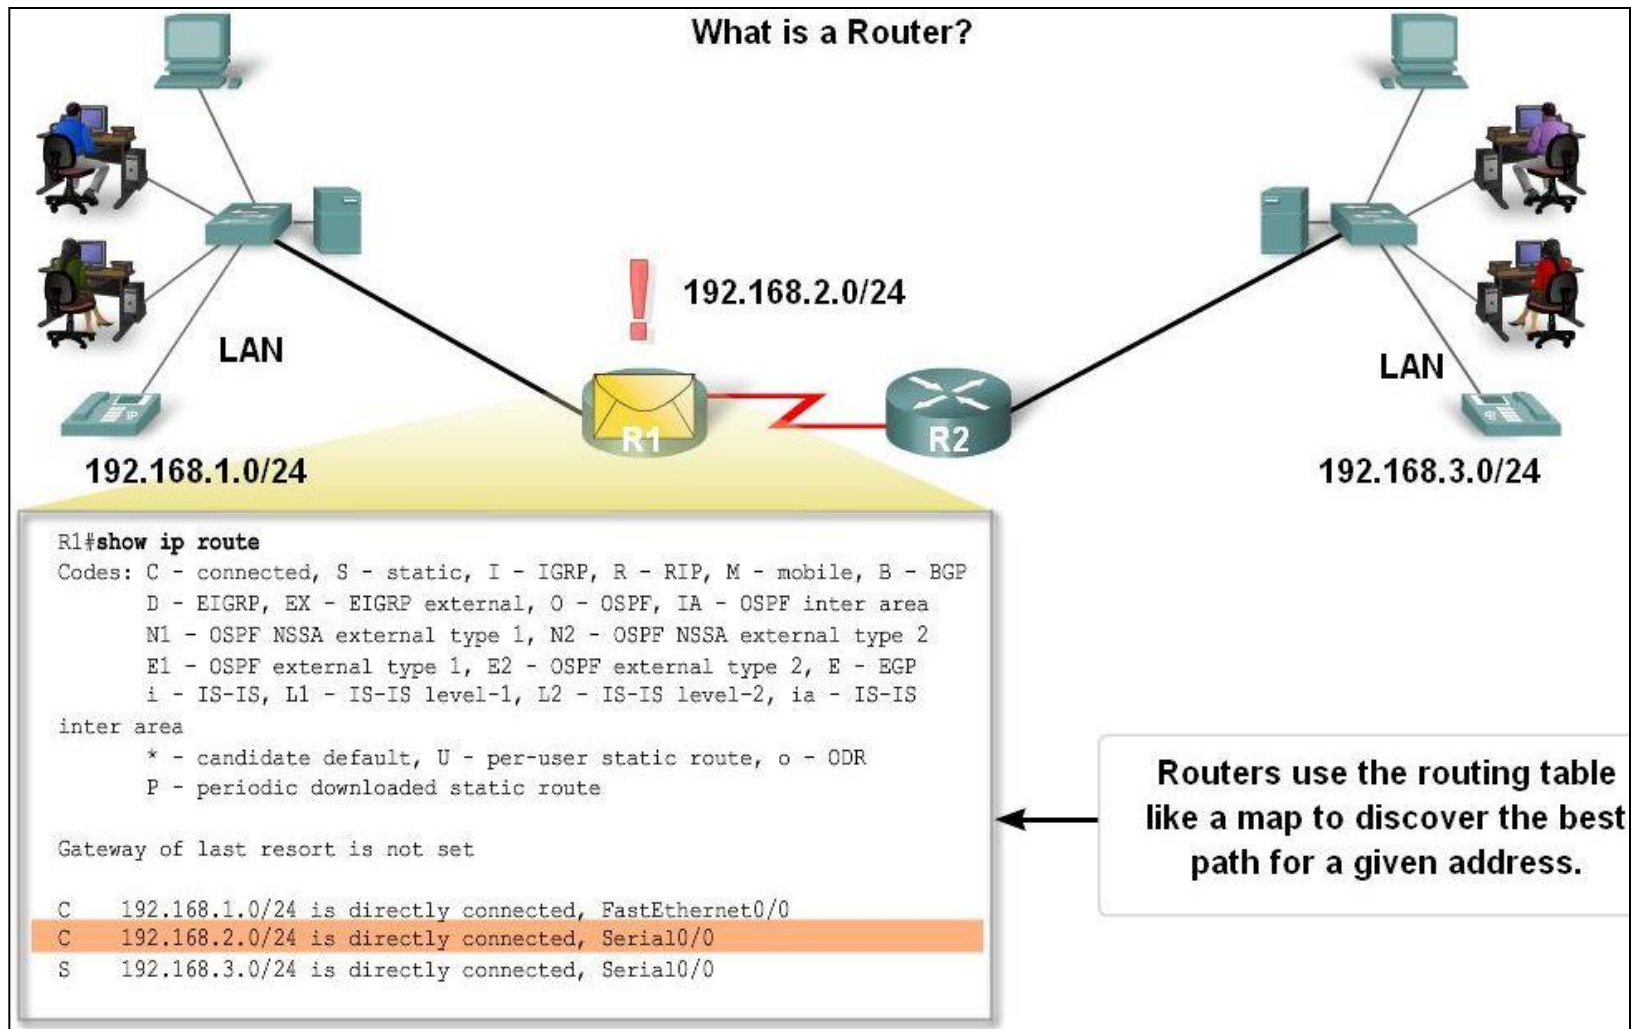 What is a Router?
192.168.2.0/24
LAN
LAN
IP
R1
R2
192.168.1.0/24
192.168.3.0/24
R1#show ip route
Codes: C - connected, S - static, I - IGRP, R - RIP, M - mobile, B - BGP
D - EIGRP, EX - EIGRP external, O - OSPF, IA - OSPF inter area
N1 - OSPF NSSA external type 1, N2 - OSPF NSSA external type 2
E1 - OSPF external type 1, E2 - OSPF external type 2, E - EGP
i - IS-IS, L1 - IS-IS level-1, L2 - IS-IS level-2, ia - IS-IS
inter area
* - candidate default, U - per-user static route, o - ODR
P - periodic downloaded static route
Gateway of last resort is not set
C 192.168.1.0/24 is directly connected, FastEthernet0/0
C 192.168.2.0/24 is directly connected, Serial0/0
S 192.168.3.0/24 is directly connected, Serial0/0
Routers use the routing table
like a map to discover the best
path for a given address.